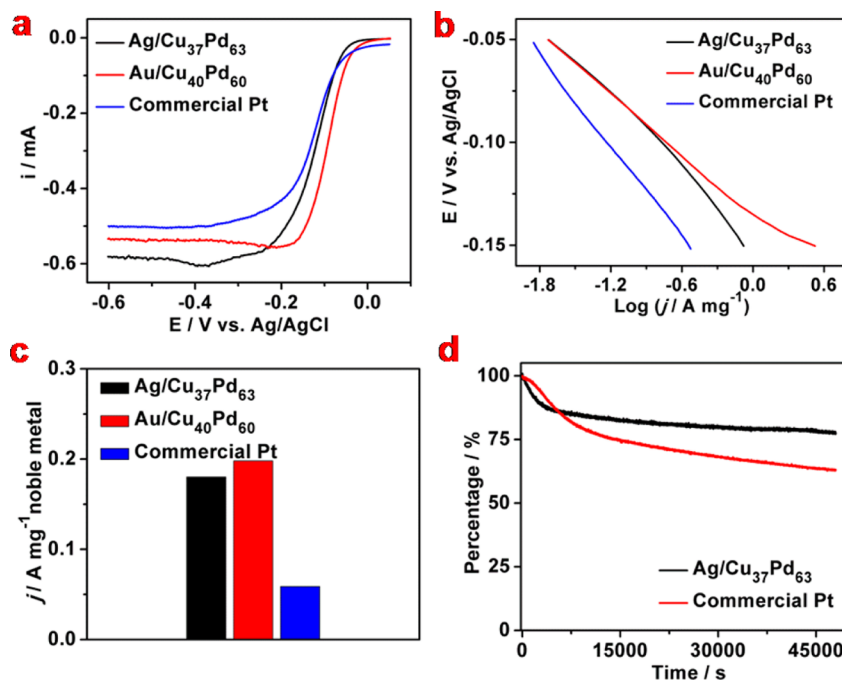 a
0.0
-0.2
-0.4
-0.6
i / mA
Ag/Cu37Pd63
Au/Cu40Pd60
Commercial Pt
-0.6 -0.4 -0.2 0.0
E / V vs. Ag/AgCl
b
-0.05
-0.10
-0.15
E / V vs. Ag/AgCl
Ag/Cu37Pd63
Au/Cu40Pd60
Commercial Pt
-1.8 -1.2 -0.6 0.0 0.6
Log (j / A mg-1)
c
0.3
0.2
0.1
0.0
j / A mg-1noble metal
Ag/Cu37Pd63
Au/Cu40Pd60
Commercial Pt
d
100
75
50
25
0
Percentage / %
Ag/Cu37Pd63
Commercial Pt
0 15000 30000 45000
Time / s